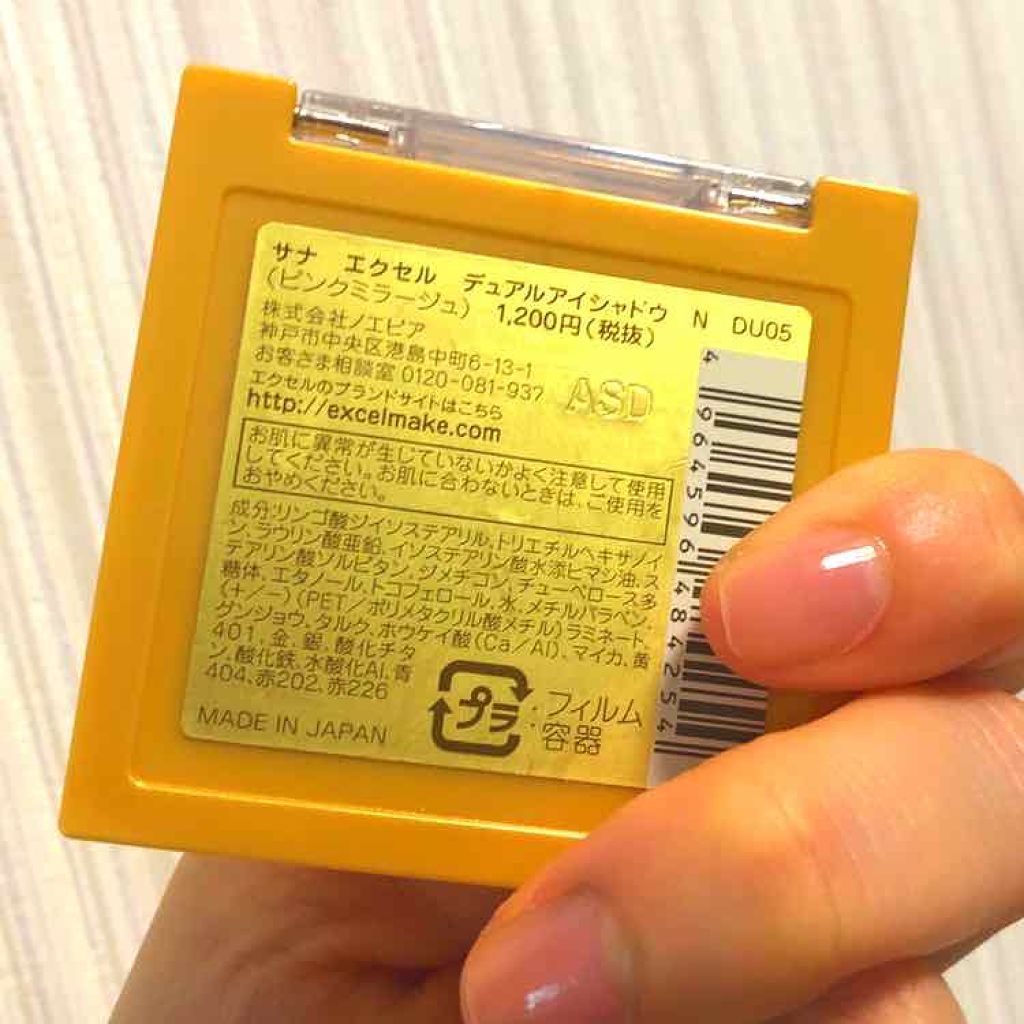 サナ エクセル デュアルアイシャドウ N DU05
(ピンクミラージュ) 1,200円(税抜)
株式会社ノエビア
神戸市中央区港島中町6-13-1
お客さま相談室 0120-081-937
エクセルのブランドサイトはこちら
http://excelmake.com
ASD
お肌に異常が生じていないかよく注意して使用
してください。お肌に合わないときは、ご使用を
おやめください。
成分:リンゴ酸ジイソステアリル、トリエチルヘキサノイ
ン、ラウリン酸亜鉛、イソステアリン酸水添ヒマシ油、ス
テアリン酸ソルビタン、ジメチコン、チューベロース多
糖体、エタノール、トコフェロール、水、メチルパラベン、
(+/-)(PET/ポリメタクリル酸メチル)ラミネート、
グンジョウ、タルク、ホウケイ酸(Ca/Al)、マイカ、黄
401、金、銀、酸化チタ
ン、酸化鉄、水酸化Al、青
404、赤202、赤226
MADE IN JAPAN
プラ
・フィルム
・容器
4 964596 484254